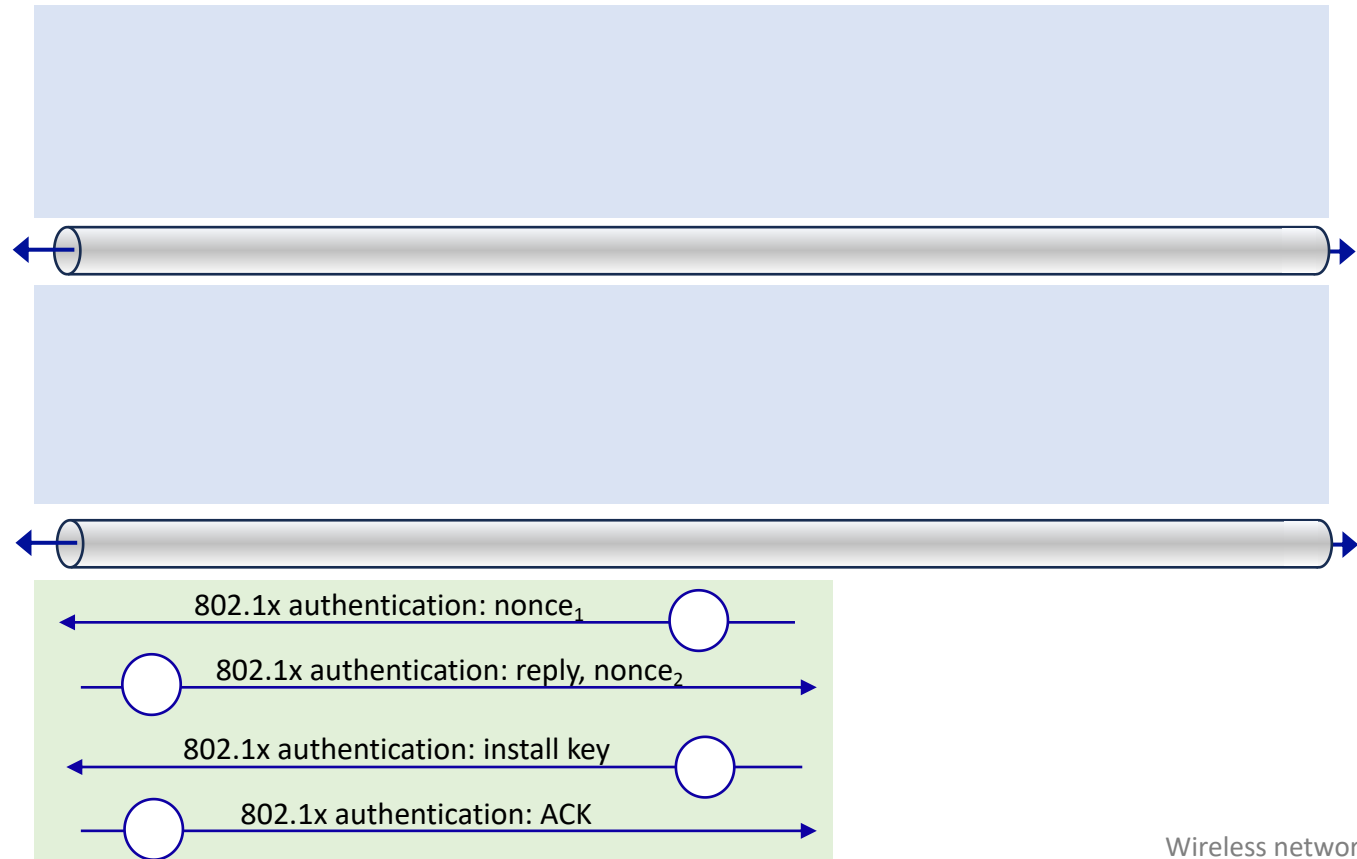 802.1x authentication: nonce₁
802.1x authentication: reply, nonce₂
802.1x authentication: install key
802.1x authentication: ACK
Wireless